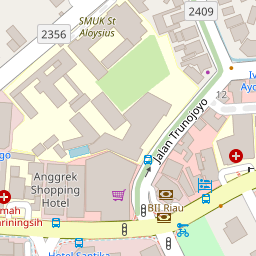 SMUK St
Aloysius
2409
2356
Jalan Trunojoyo
12
Anggrek
Shopping
Hotel
BII Riau
Hotel Santika